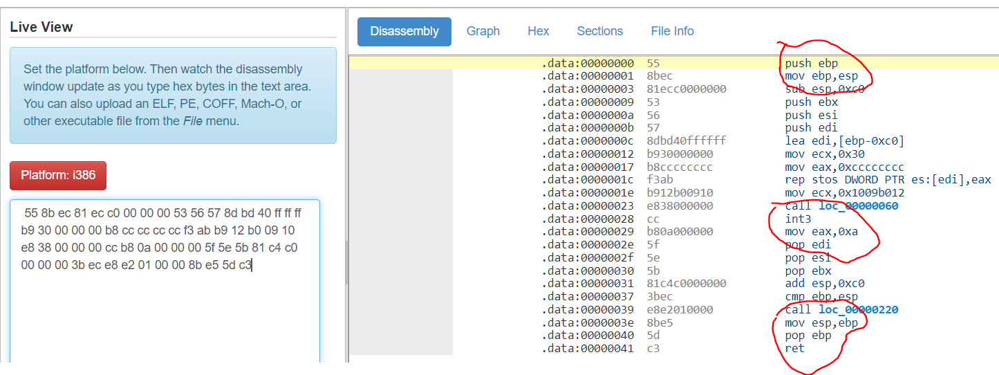 Live View
Set the platform below. Then watch the disassembly
window update as you type hex bytes in the text area.
You can also upload an ELF, PE, COFF, Mach-O, or
other executable file from the File menu.
Platform: i386
55 8b ec 81 ec c0 00 00 00 53 56 57 8d bd 40 ff ff ff
b9 30 00 00 00 b8 cc cc cc cc f3 ab b9 12 b0 09 10
e8 38 00 00 00 cc b8 0a 00 00 00 5f 5e 5b 81 c4 c0
00 00 00 3b ec e8 e2 01 00 00 8b e5 5d c3
Disassembly Graph Hex Sections File Info
.data:00000000 55 push ebp
.data:00000001 8bec mov ebp,esp
.data:00000003 81ecc0000000 sub esp,0xc0
.data:00000009 53 push ebx
.data:0000000a 56 push esi
.data:0000000b 57 push edi
.data:0000000c 8dbd40ffffff lea edi,[ebp-0xc0]
.data:00000012 b930000000 mov ecx,0x30
.data:00000017 b8cccccccc mov eax,0xcccccccc
.data:0000001c f3ab rep stos DWORD PTR es:[edi],eax
.data:0000001e b912b00910 mov ecx,0x1009b012
.data:00000023 e838000000 call loc_00000060
.data:00000028 cc int3
.data:00000029 b80a000000 mov eax,0xa
.data:0000002e 5f pop edi
.data:0000002f 5e pop esi
.data:00000030 5b pop ebx
.data:00000031 81c4c0000000 add esp,0xc0
.data:00000037 3bec cmp ebp,esp
.data:00000039 e8e2010000 call loc_00000220
.data:0000003e 8be5 mov esp,ebp
.data:00000040 5d pop ebp
.data:00000041 c3 ret